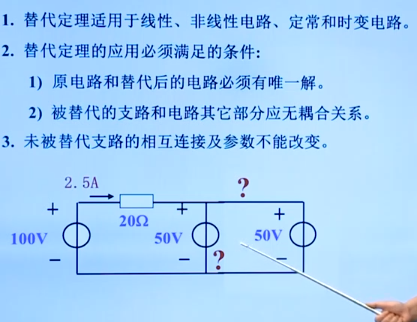 1. 替代定理适用于线性、非线性电路、定常和时变电路。
2. 替代定理的应用必须满足的条件:
1) 原电路和替代后的电路必须有唯一解。
2) 被替代的支路和电路其它部分应无耦合关系。
3. 未被替代支路的相互连接及参数不能改变。
2.5A
?
+
+
+
20Ω
100V
50V
50V
−
−
?
−